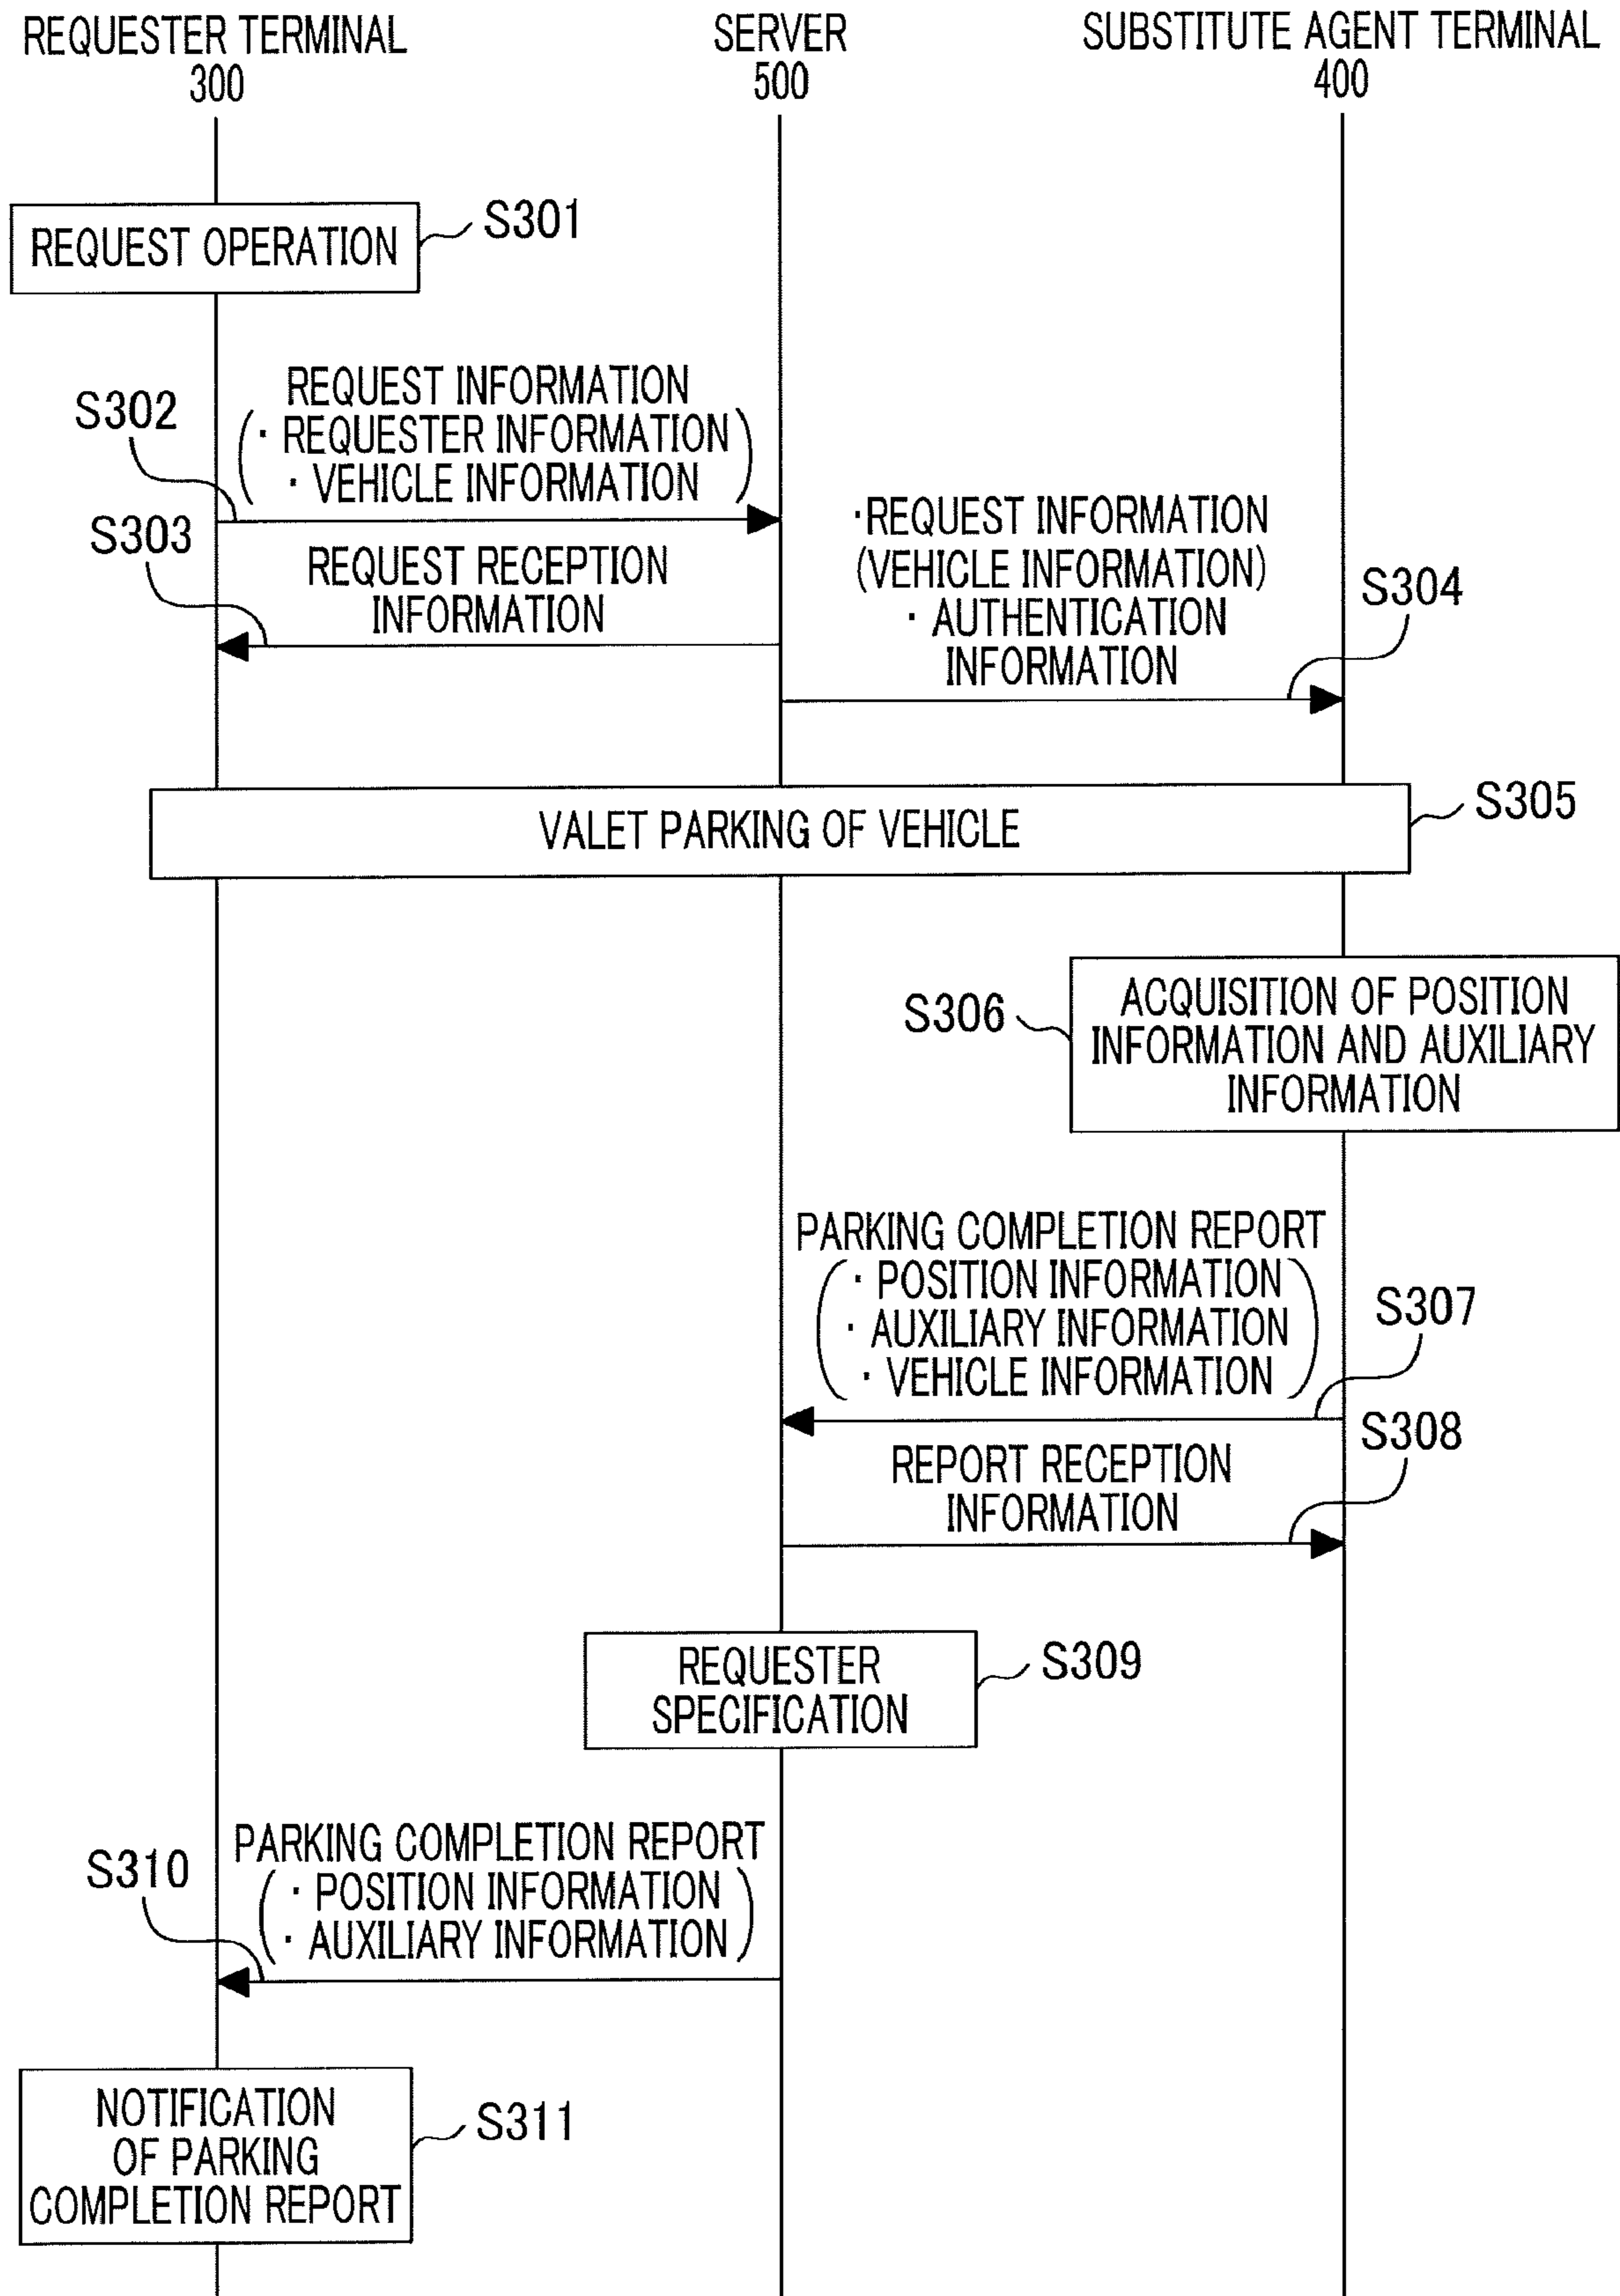 REQUESTER TERMINAL
300
SERVER
500
SUBSTITUTE AGENT TERMINAL
400
REQUEST OPERATION
S301
S302
REQUEST INFORMATION
(・REQUESTER INFORMATION
・VEHICLE INFORMATION)
S303
REQUEST RECEPTION
INFORMATION
・REQUEST INFORMATION
(VEHICLE INFORMATION)
・AUTHENTICATION
INFORMATION
S304
VALET PARKING OF VEHICLE
S305
S306
ACQUISITION OF POSITION
INFORMATION AND AUXILIARY
INFORMATION
PARKING COMPLETION REPORT
(・POSITION INFORMATION
・AUXILIARY INFORMATION
・VEHICLE INFORMATION)
S307
REPORT RECEPTION
INFORMATION
S308
REQUESTER
SPECIFICATION
S309
S310
PARKING COMPLETION REPORT
(・POSITION INFORMATION
・AUXILIARY INFORMATION)
NOTIFICATION
OF PARKING
COMPLETION REPORT
S311